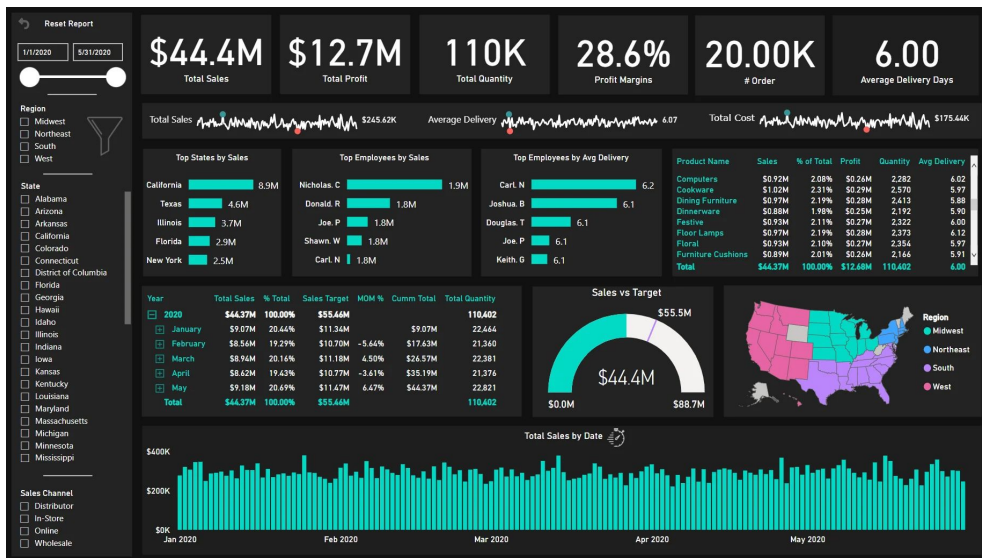 Reset Report
1/1/2020 5/31/2020
Region
Midwest
Northeast
South
West
State
Alabama
Arizona
Arkansas
California
Colorado
Connecticut
District of Columbia
Florida
Georgia
Hawaii
Idaho
Illinois
Indiana
Iowa
Kansas
Kentucky
Louisiana
Maryland
Massachusetts
Michigan
Minnesota
Mississippi
Sales Channel
Distributor
In-Store
Online
Wholesale
$44.4M
Total Sales
$12.7M
Total Profit
110K
Total Quantity
28.6%
Profit Margins
20.00K
# Order
6.00
Average Delivery Days
Total Sales $245.62K
Average Delivery 6.07
Total Cost $175.44K
Top States by Sales
California 8.9M
Texas 4.6M
Illinois 3.7M
Florida 2.9M
New York 2.5M
Top Employees by Sales
Nicholas. C 1.9M
Donald. R 1.8M
Joe. P 1.8M
Shawn. W 1.8M
Carl. N 1.8M
Top Employees by Avg Delivery
Carl. N 6.2
Joshua. B 6.1
Douglas. T 6.1
Joe. P 6.1
Keith. G 6.1
Product Name Sales % of Total Profit Quantity Avg Delivery
Computers $0.92M 2.08% $0.26M 2,282 6.02
Cookware $1.02M 2.31% $0.29M 2,570 5.97
Dining Furniture $0.97M 2.19% $0.28M 2,413 5.88
Dinnerware $0.88M 1.98% $0.25M 2,192 5.90
Festive $0.93M 2.11% $0.27M 2,322 6.00
Floor Lamps $0.97M 2.19% $0.28M 2,373 6.12
Floral $0.93M 2.10% $0.27M 2,354 5.97
Furniture Cushions $0.89M 2.01% $0.26M 2,166 5.91
Total $44.37M 100.00% $12.68M 110,402 6.00
Year Total Sales % Total Sales Target MOM % Cumm Total Total Quantity
2020 $44.37M 100.00% $55.46M 110,402
January $9.07M 20.44% $11.34M $9.07M 22,464
February $8.56M 19.29% $10.70M -5.64% $17.63M 21,360
March $8.94M 20.16% $11.18M 4.50% $26.57M 22,381
April $8.62M 19.43% $10.77M -3.61% $35.19M 21,376
May $9.18M 20.69% $11.47M 6.47% $44.37M 22,821
Total $44.37M 100.00% $55.46M 110,402
Sales vs Target
$55.5M
$44.4M
$0.0M $88.7M
Region
Midwest
Northeast
South
West
Total Sales by Date
$400K
$200K
$0K
Jan 2020 Feb 2020 Mar 2020 Apr 2020 May 2020